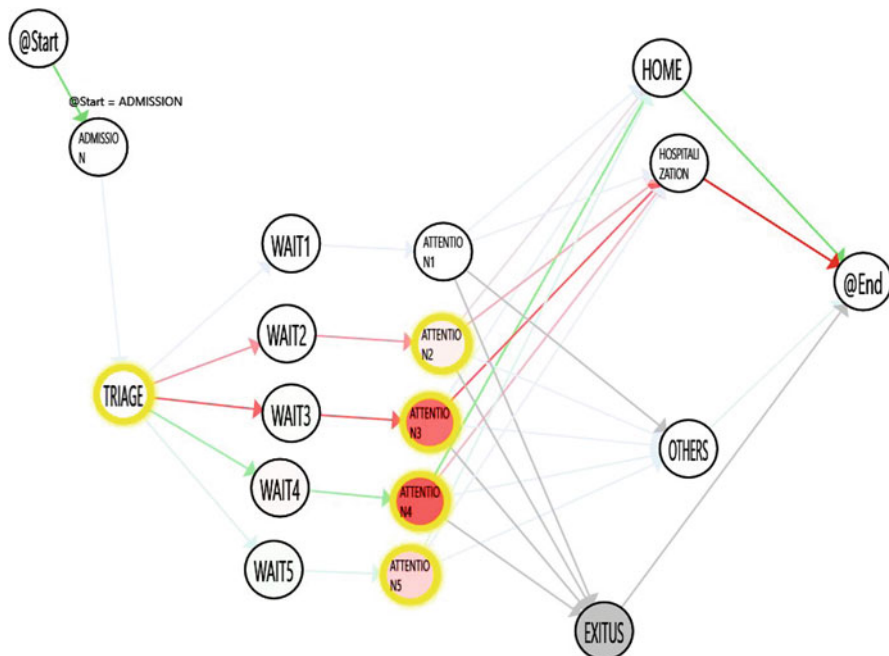 @Start
@Start = ADMISSION
ADMISSIO
N
TRIAGE
WAIT1
WAIT2
WAIT3
WAIT4
WAIT5
ATTENTIO
N1
ATTENTIO
N2
ATTENTIO
N3
ATTENTIO
N4
ATTENTIO
N5
HOME
HOSPITALI
ZATION
OTHERS
EXITUS
@End